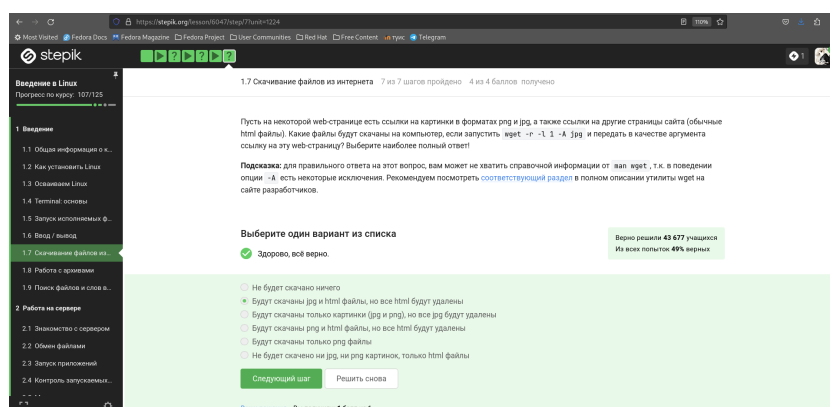 https://stepik.org/lesson/6047/step/7?unit=1224
110%
Most Visited Fedora Docs Fedora Magazine Fedora Project User Communities Red Hat Free Content туис Telegram
stepik
1
Введение в Linux
Прогресс по курсу: 107/125
1 Введение
1.1 Общая информация о к...
1.2 Как установить Linux
1.3 Осваиваем Linux
1.4 Terminal: основы
1.5 Запуск исполняемых ф...
1.6 Ввод / вывод
1.7 Скачивание файлов из...
1.8 Работа с архивами
1.9 Поиск файлов и слов в...
2 Работа на сервере
2.1 Знакомство с сервером
2.2 Обмен файлами
2.3 Запуск приложений
2.4 Контроль запускаемых...
1.7 Скачивание файлов из интернета 7 из 7 шагов пройдено 4 из 4 баллов получено
Пусть на некоторой web-странице есть ссылки на картинки в форматах png и jpg, а также ссылки на другие страницы сайта (обычные
html файлы). Какие файлы будут скачаны на компьютер, если запустить wget -r -l 1 -A jpg и передать в качестве аргумента
ссылку на эту web-страницу? Выберите наиболее полный ответ!
Подсказка: для правильного ответа на этот вопрос, вам может не хватить справочной информации от man wget, т.к. в поведении
опции -A есть некоторые исключения. Рекомендуем посмотреть соответствующий раздел в полном описании утилиты wget на
сайте разработчиков.
Выберите один вариант из списка
Здорово, всё верно.
Верно решили 43 677 учащихся
Из всех попыток 49% верных
Не будет скачано ничего
Будут скачаны jpg и html файлы, но все html будут удалены
Будут скачаны только картинки (jpg и png), но все jpg будут удалены
Будут скачаны png и html файлы, но все html будут удалены
Будут скачаны только png файлы
Не будет скачено ни jpg, ни png картинок, только html файлы
Следующий шаг
Решить снова